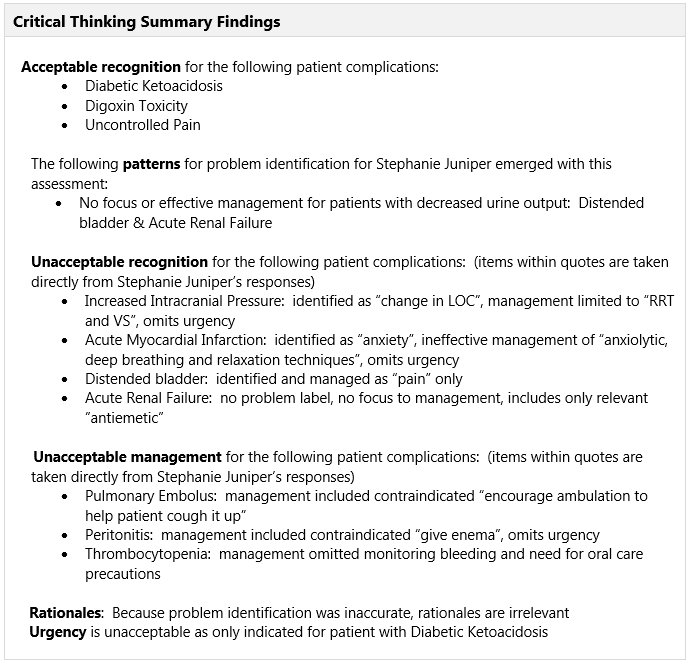 Critical Thinking Summary Findings
Acceptable recognition for the following patient complications:
• Diabetic Ketoacidosis
• Digoxin Toxicity
• Uncontrolled Pain
The following patterns for problem identification for Stephanie Juniper emerged with this
assessment:
• No focus or effective management for patients with decreased urine output: Distended
bladder & Acute Renal Failure
Unacceptable recognition for the following patient complications: (items within quotes are taken
directly from Stephanie Juniper’s responses)
• Increased Intracranial Pressure: identified as “change in LOC”, management limited to “RRT
and VS”, omits urgency
• Acute Myocardial Infarction: identified as “anxiety”, ineffective management of “anxiolytic,
deep breathing and relaxation techniques”, omits urgency
• Distended bladder: identified and managed as “pain” only
• Acute Renal Failure: no problem label, no focus to management, includes only relevant
“antiemetic”
Unacceptable management for the following patient complications: (items within quotes are
taken directly from Stephanie Juniper’s responses)
• Pulmonary Embolus: management included contraindicated “encourage ambulation to
help patient cough it up”
• Peritonitis: management included contraindicated “give enema”, omits urgency
• Thrombocytopenia: management omitted monitoring bleeding and need for oral care
precautions
Rationales: Because problem identification was inaccurate, rationales are irrelevant
Urgency is unacceptable as only indicated for patient with Diabetic Ketoacidosis